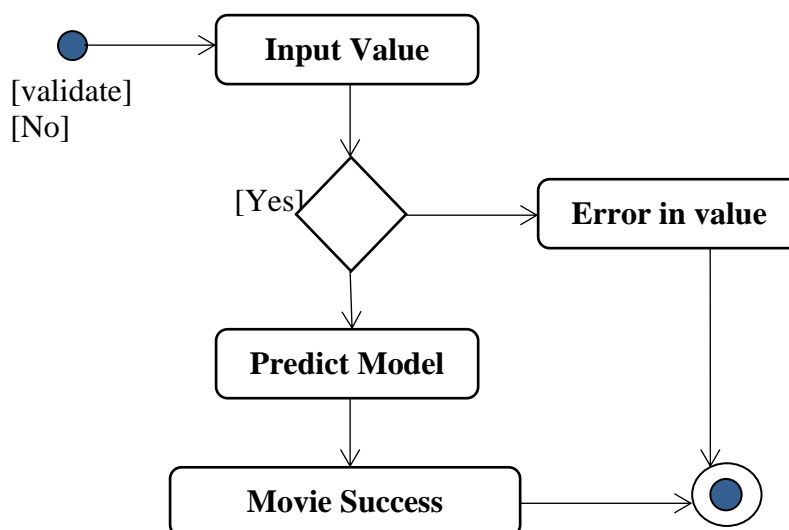 Input Value
[validate]
[No]
[Yes]
Error in value
Predict Model
Movie Success